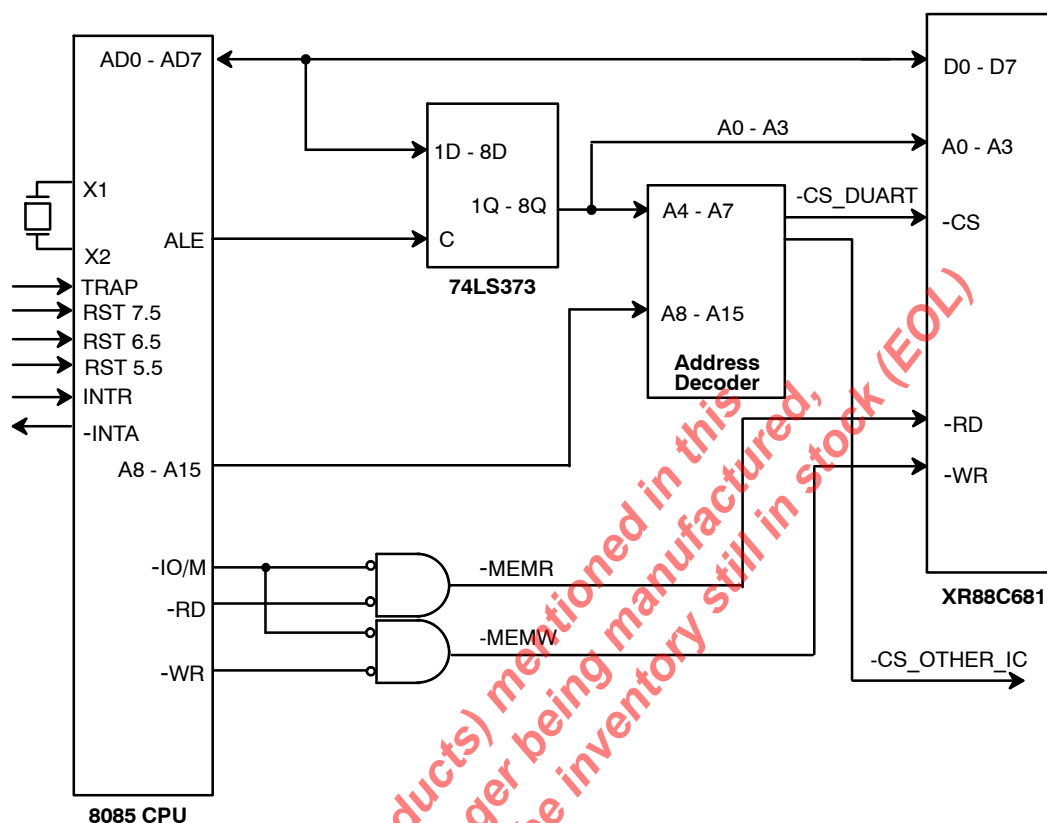 AD0 - AD7
D0 - D7
1D - 8D
A0 - A3
A0 - A3
X1
1Q - 8Q
A4 - A7
-CS_DUART
-CS
ALE
C
X2
74LS373
TRAP
RST 7.5
RST 6.5
RST 5.5
INTR
-INTA
A8 - A15
Address
Decoder
-RD
A8 - A15
-WR
-IO/M
-MEMR
-RD
XR88C681
-MEMW
-WR
-CS_OTHER_IC
8085 CPU
ducts) mentioned in this
ger being manufactured,
be inventory still in stock (EOL)